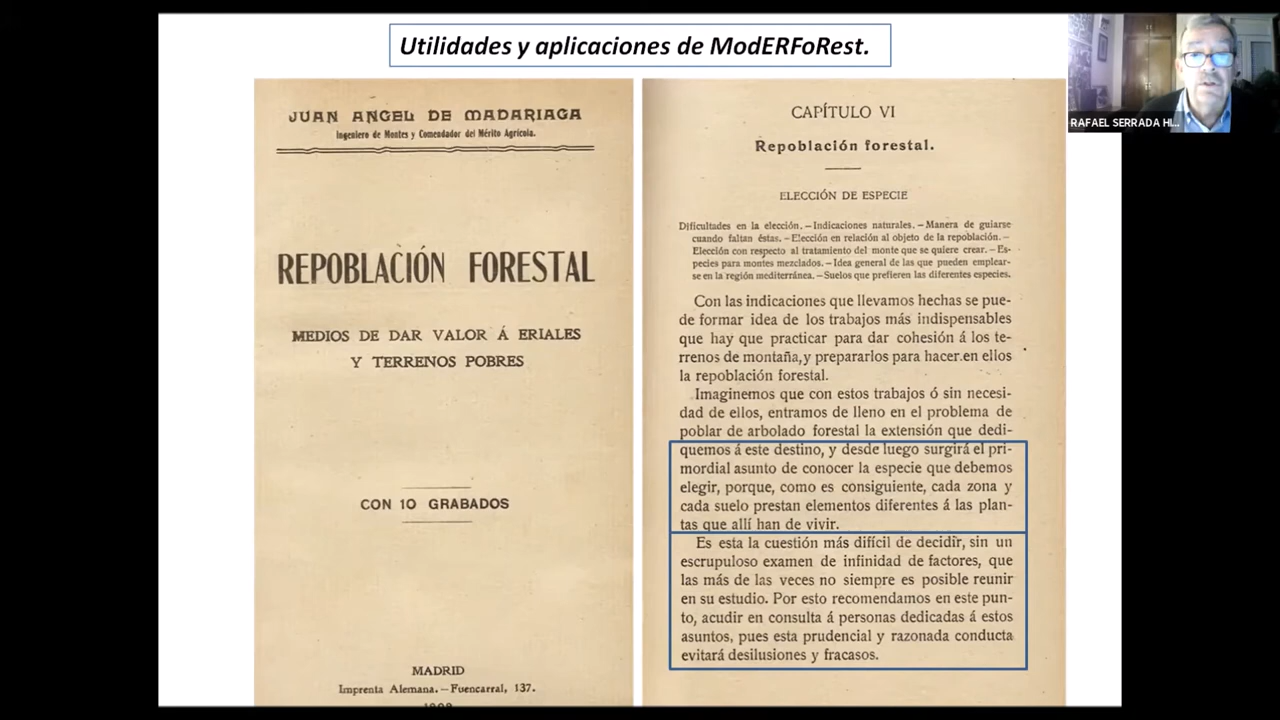 Utilidades y aplicaciones de ModERFoRest.
RAFAEL SERRADA HI...
JUAN ANGEL DE MADARIAGA
Ingeniero de Montes y Comendador del Mérito Agrícola.
REPOBLACIÓN FORESTAL
MEDIOS DE DAR VALOR Á ERIALES
Y TERRENOS POBRES
CON 10 GRABADOS
MADRID
Imprenta Alemana.—Fuencarral, 137.
CAPÍTULO VI
Repoblación forestal.
ELECCIÓN DE ESPECIE
Dificultades en la elección.—Indicaciones naturales.—Manera de guiarse
cuando faltan éstas.—Elección en relación al objeto de la repoblación.—
Elección con respecto al tratamiento del monte que se quiere crear.—Es-
pecies para montes mezclados.—Idea general de las que pueden emplear-
se en la región mediterránea.—Suelos que prefieren las diferentes especies.
Con las indicaciones que llevamos hechas se pue-
de formar idea de los trabajos más indispensables
que hay que practicar para dar cohesión á los te-
rrenos de montaña, y prepararlos para hacer en ellos
la repoblación forestal.
Imaginemos que con estos trabajos ó sin necesi-
dad de ellos, entramos de lleno en el problema de
poblar de arbolado forestal la extensión que dedi-
quemos á este destino, y desde luego surgirá el pri-
mordial asunto de conocer la especie que debemos
elegir, porque, como es consiguiente, cada zona y
cada suelo prestan elementos diferentes á las plan-
tas que allí han de vivir.
Es esta la cuestión más difícil de decidir, sin un
escrupuloso examen de infinidad de factores, que
las más de las veces no siempre es posible reunir
en su estudio. Por esto recomendamos en este pun-
to, acudir en consulta á personas dedicadas á estos
asuntos, pues esta prudencial y razonada conducta
evitará desilusiones y fracasos.